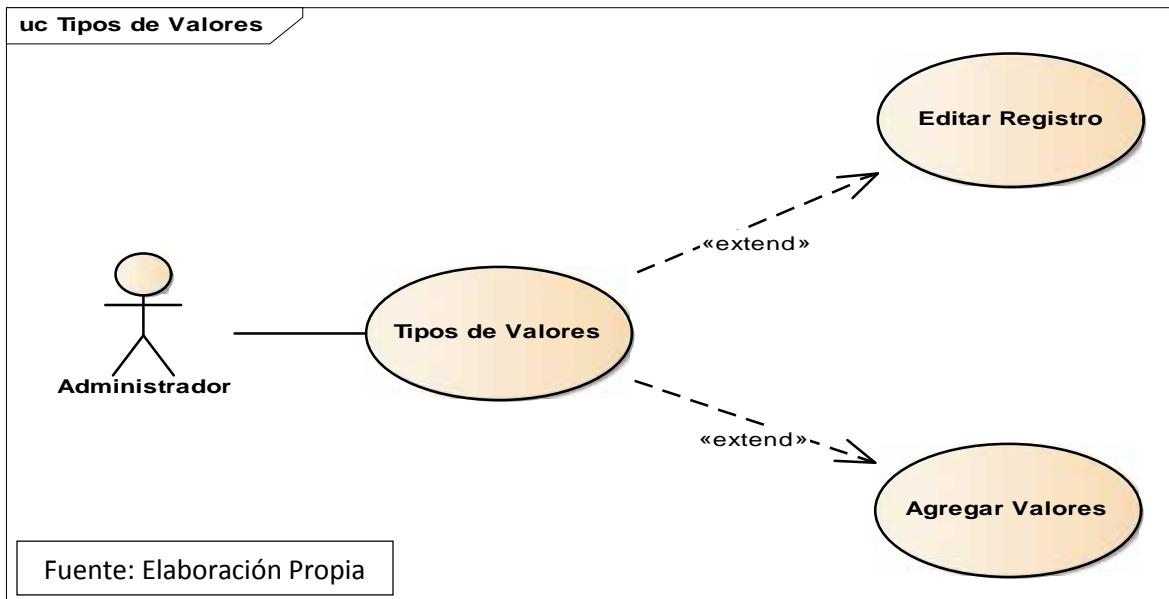 uc Tipos de Valores
Editar Registro
«extend»
Tipos de Valores
Administrador
«extend»
Agregar Valores
Fuente: Elaboración Propia